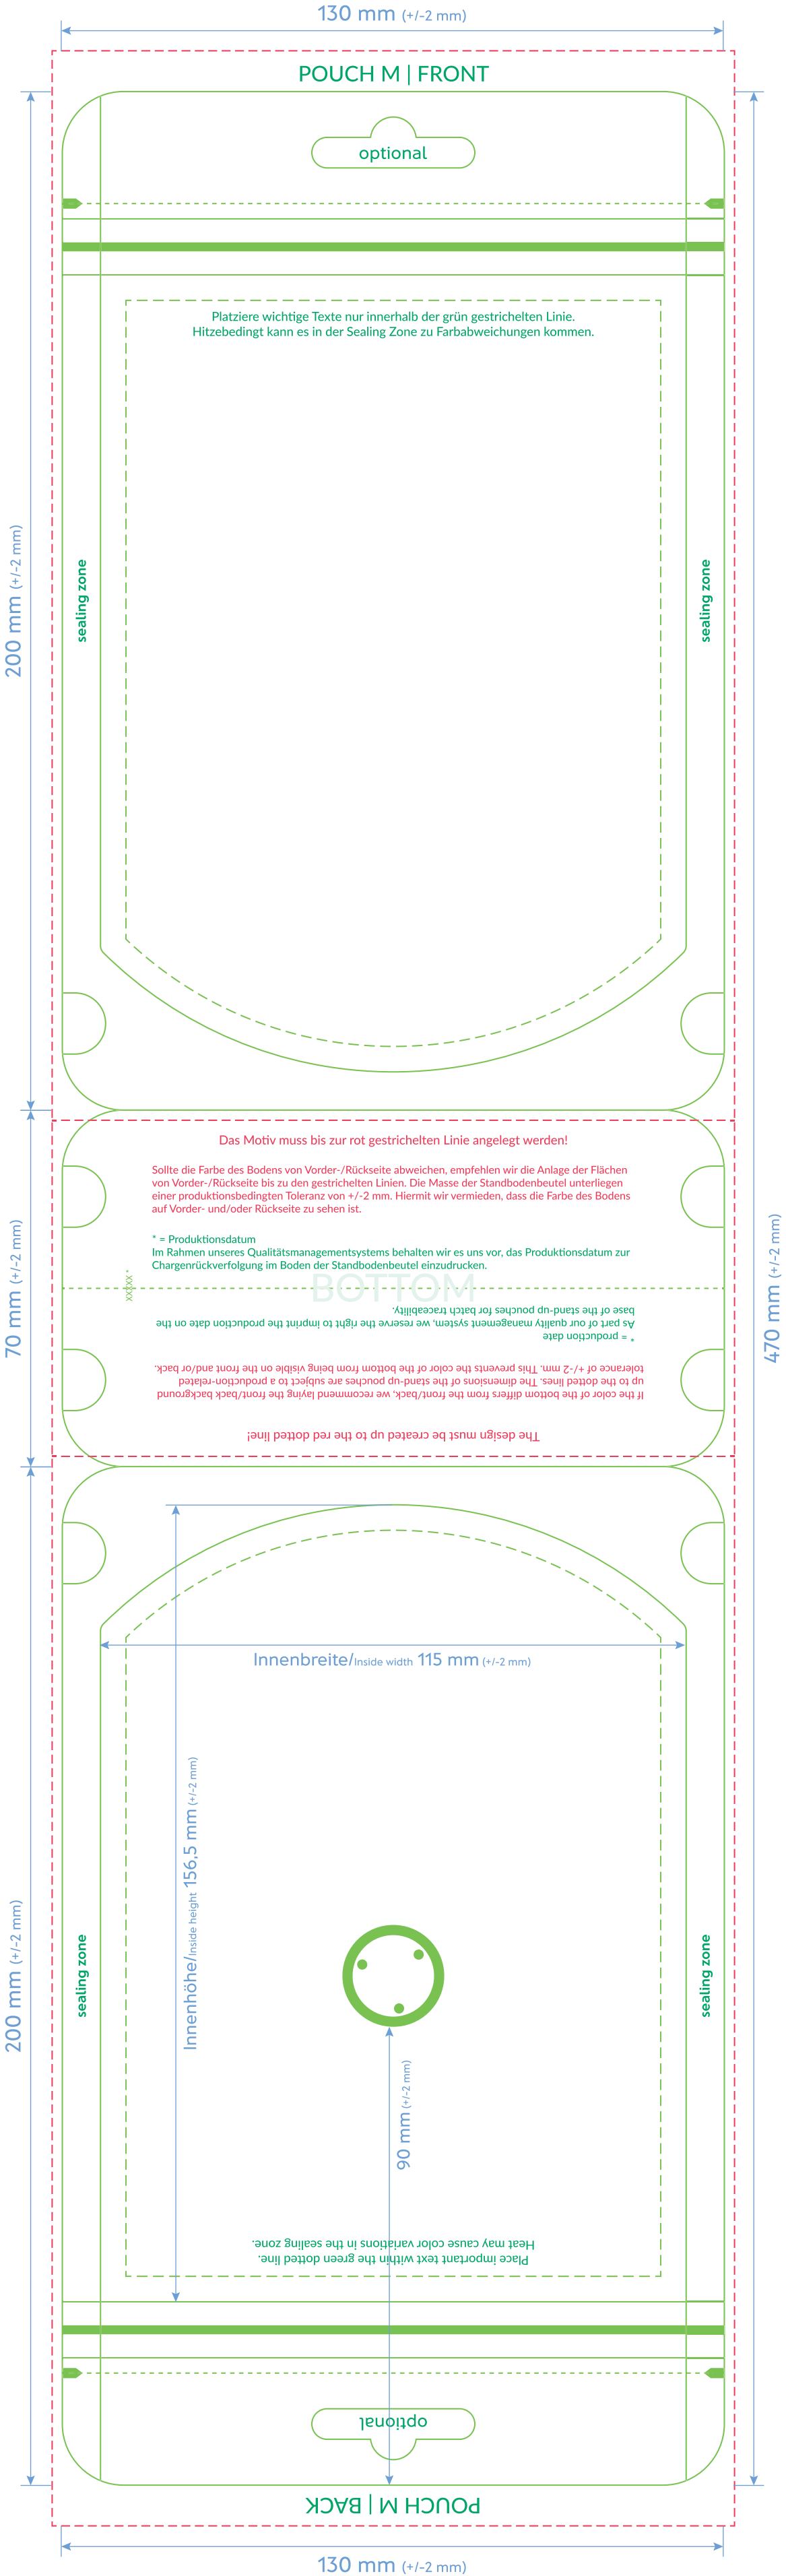 130 mm (+/-2 mm)
POUCH M | FRONT
optional
Platziere wichtige Texte nur innerhalb der grün gestrichelten Linie.
Hitzebedingt kann es in der Sealing Zone zu Farbabweichungen kommen.
200 mm (+/-2 mm)
sealing zone
sealing zone
Das Motiv muss bis zur rot gestrichelten Linie angelegt werden!
Sollte die Farbe des Bodens von Vorder-/Rückseite abweichen, empfehlen wir die Anlage der Flächen
von Vorder-/Rückseite bis zu den gestrichelten Linien. Die Masse der Standbodenbeutel unterliegen
einer produktionsbedingten Toleranz von +/-2 mm. Hiermit wir vermieden, dass die Farbe des Bodens
auf Vorder- und/oder Rückseite zu sehen ist.
* = Produktionsdatum
Im Rahmen unseres Qualitätsmanagementsystems behalten wir es uns vor, das Produktionsdatum zur
Chargenrückverfolgung im Boden der Standbodenbeutel einzudrucken.
XXXXX *
BOTTOM
70 mm (+/-2 mm)
470 mm (+/-2 mm)
The design must be created up to the red dotted line!
If the color of the bottom differs from the front/back, we recommend laying the front/back background
up to the dotted lines. The dimensions of the stand-up pouches are subject to a production-related
tolerance of +/-2 mm. This prevents the color of the bottom from being visible on the front and/or back.
* = production date
As part of our quality management system, we reserve the right to imprint the production date on the
base of the stand-up pouches for batch traceability.
Innenbreite/Inside width 115 mm (+/-2 mm)
Innenhöhe/Inside height 156,5 mm (+/-2 mm)
200 mm (+/-2 mm)
sealing zone
sealing zone
90 mm (+/-2 mm)
Place important text within the green dotted line.
Heat may cause color variations in the sealing zone.
optional
POUCH M | BACK
130 mm (+/-2 mm)